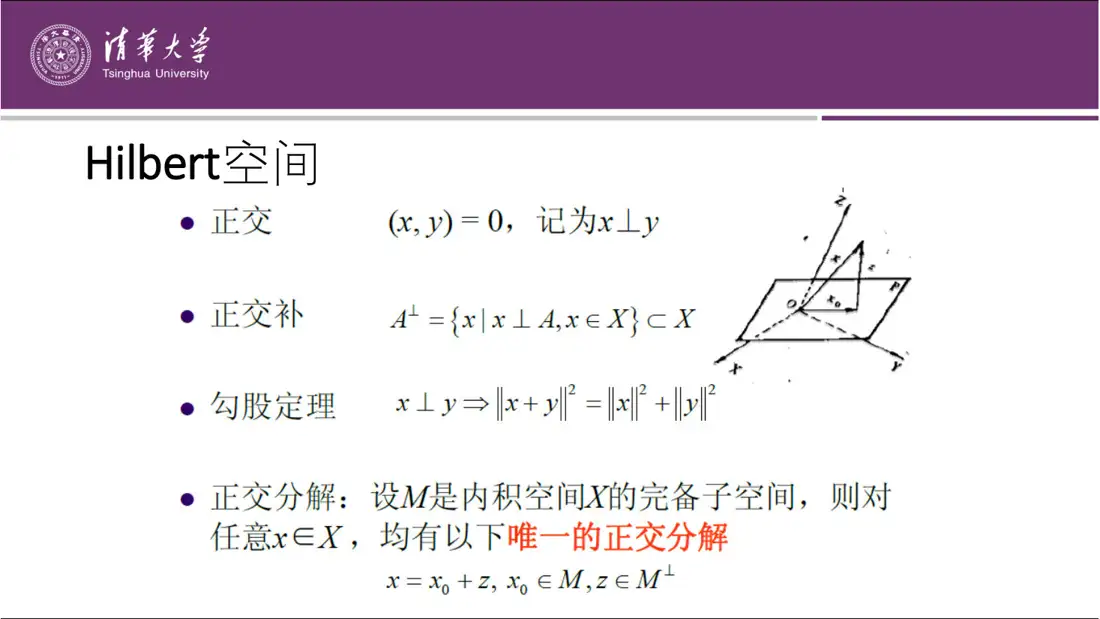 清華大学
Tsinghua University
Hilbert空间
• 正交 (x, y) = 0，记为x⊥y
• 正交补 A^⊥ = {x | x ⊥ A, x ∈ X} ⊂ X
• 勾股定理 x ⊥ y ⇒ ‖x + y‖² = ‖x‖² + ‖y‖²
• 正交分解：设M是内积空间X的完备子空间，则对
任意x∈X ，均有以下唯一的正交分解
x = x₀ + z, x₀ ∈ M, z ∈ M^⊥
Z
x
z
P
O
x₀
X
Y